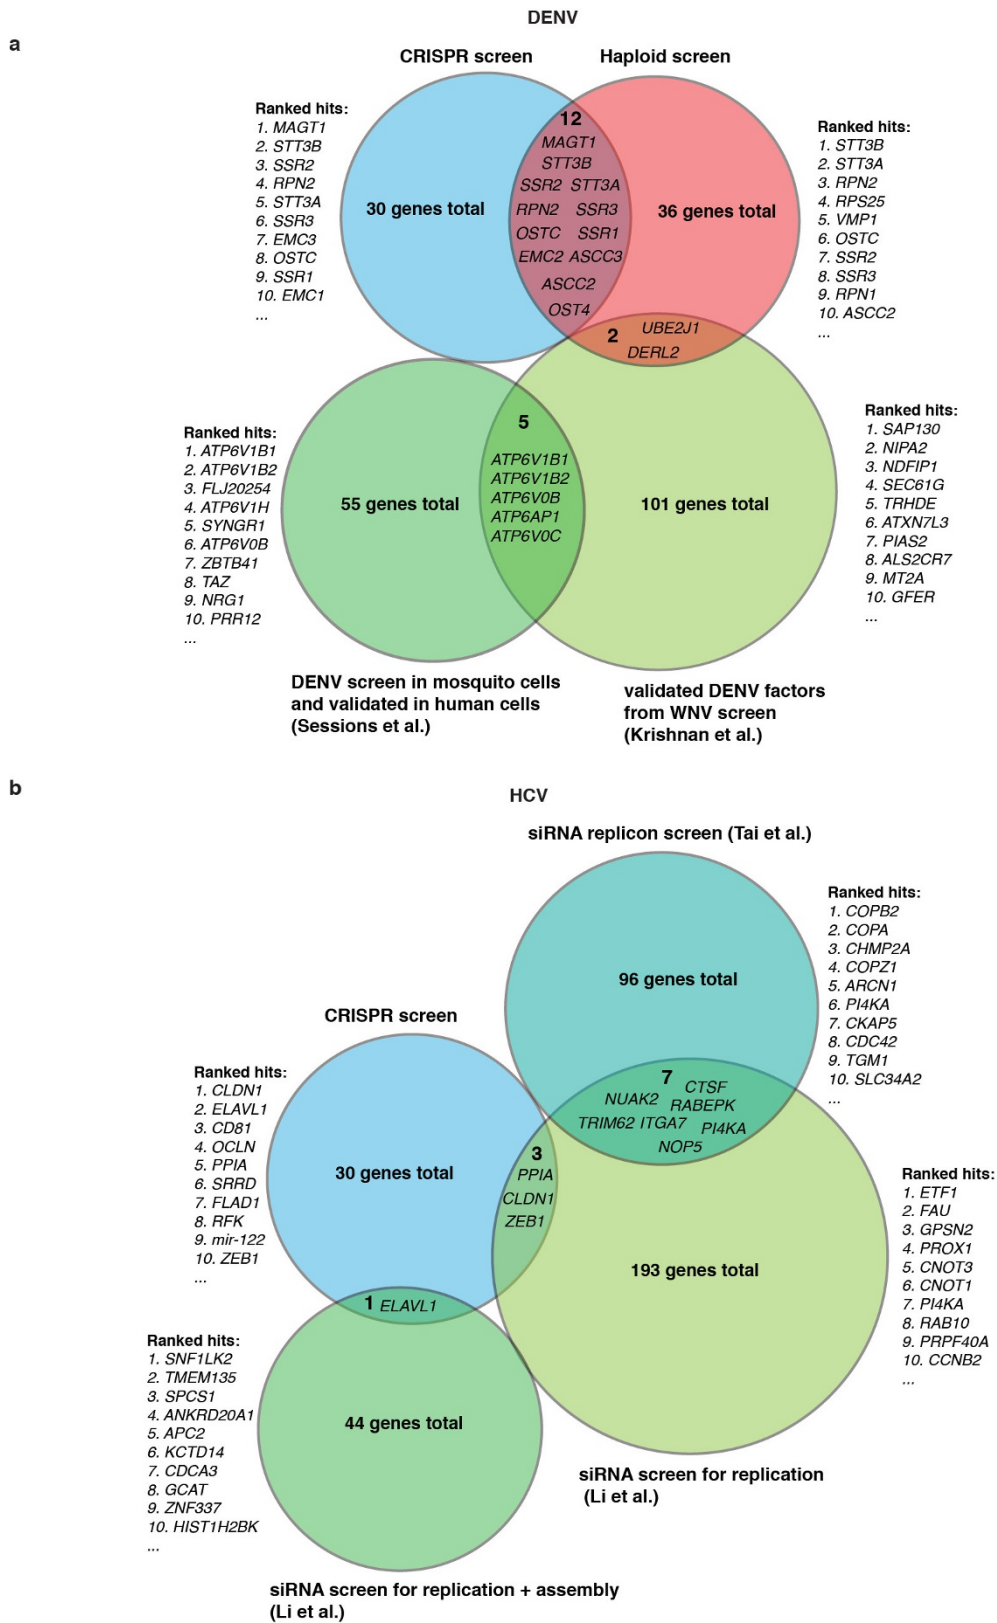 DENV
a
CRISPR screen
Haploid screen
Ranked hits:
1. MAGT1
2. STT3B
3. SSR2
4. RPN2
5. STT3A
6. SSR3
7. EMC3
8. OSTC
9. SSR1
10. EMC1
...
30 genes total
12
MAGT1
STT3B
SSR2 STT3A
RPN2 SSR3
OSTC SSR1
EMC2 ASCC3
ASCC2
OST4
36 genes total
Ranked hits:
1. STT3B
2. STT3A
3. RPN2
4. RPS25
5. VMP1
6. OSTC
7. SSR2
8. SSR3
9. RPN1
10. ASCC2
...
2
UBE2J1
DERL2
Ranked hits:
1. ATP6V1B1
2. ATP6V1B2
3. FLJ20254
4. ATP6V1H
5. SYNGR1
6. ATP6V0B
7. ZBTB41
8. TAZ
9. NRG1
10. PRR12
...
55 genes total
5
ATP6V1B1
ATP6V1B2
ATP6V0B
ATP6AP1
ATP6V0C
101 genes total
Ranked hits:
1. SAP130
2. NIPA2
3. NDFIP1
4. SEC61G
5. TRHDE
6. ATXN7L3
7. PIAS2
8. ALS2CR7
9. MT2A
10. GFER
...
DENV screen in mosquito cells
and validated in human cells
(Sessions et al.)
validated DENV factors
from WNV screen
(Krishnan et al.)
b
HCV
siRNA replicon screen (Tai et al.)
96 genes total
Ranked hits:
1. COPB2
2. COPA
3. CHMP2A
4. COPZ1
5. ARCN1
6. PI4KA
7. CKAP5
8. CDC42
9. TGM1
10. SLC34A2
...
CRISPR screen
Ranked hits:
1. CLDN1
2. ELAVL1
3. CD81
4. OCLN
5. PPIA
6. SRRD
7. FLAD1
8. RFK
9. mir-122
10. ZEB1
...
30 genes total
7
CTSF
NUAK2
RABEPK
TRIM62 ITGA7 PI4KA
NOP5
3
PPIA
CLDN1
ZEB1
193 genes total
Ranked hits:
1. ETF1
2. FAU
3. GPSN2
4. PROX1
5. CNOT3
6. CNOT1
7. PI4KA
8. RAB10
9. PRPF40A
10. CCNB2
...
1 ELAVL1
Ranked hits:
1. SNF1LK2
2. TMEM135
3. SPCS1
4. ANKRD20A1
5. APC2
6. KCTD14
7. CDCA3
8. GCAT
9. ZNF337
10. HIST1H2BK
...
44 genes total
siRNA screen for replication
(Li et al.)
siRNA screen for replication + assembly
(Li et al.)